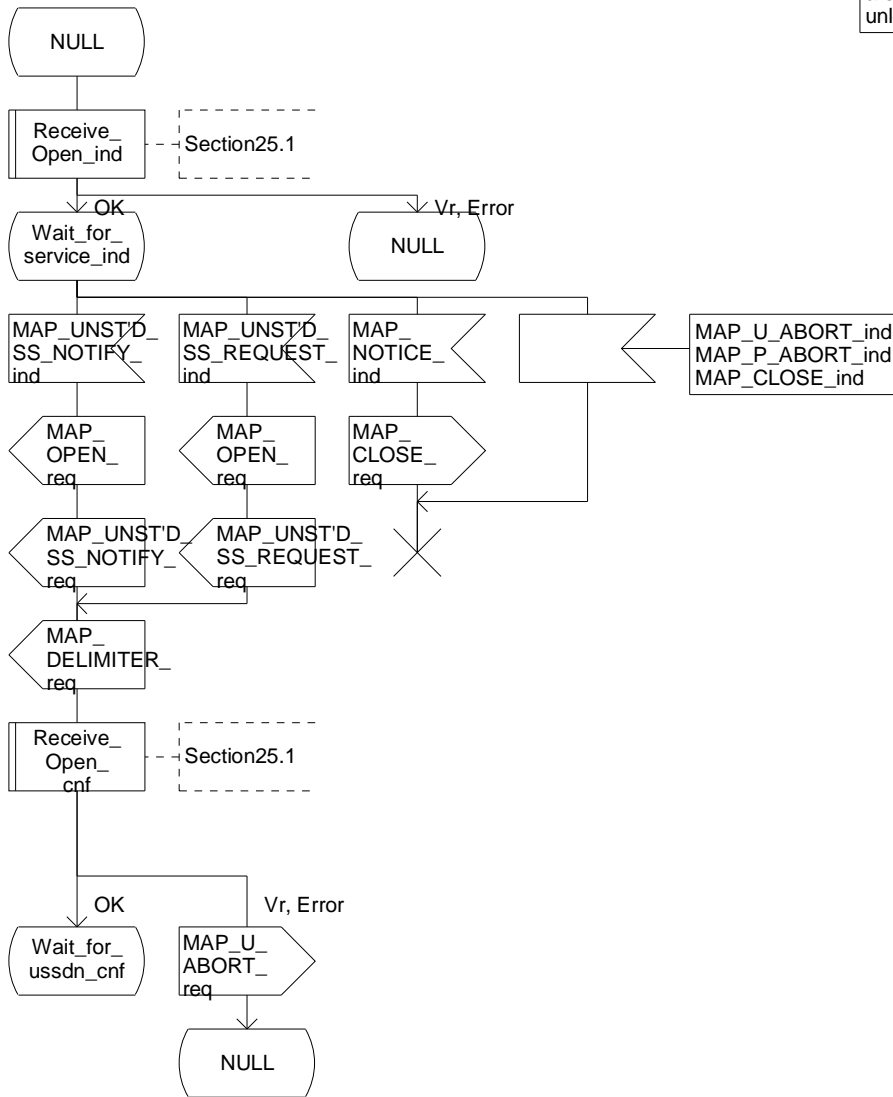 unl
NULL
Receive_
Open_ind
Section25.1
OK
Vr, Error
Wait_for_
service_ind
NULL
MAP_UNST'D_
SS_NOTIFY_
ind
MAP_UNST'D_
SS_REQUEST_
ind
MAP_
NOTICE_
ind
MAP_U_ABORT_ind
MAP_P_ABORT_ind
MAP_CLOSE_ind
MAP_
OPEN_
req
MAP_
OPEN_
req
MAP_
CLOSE_
req
MAP_UNST'D_
SS_NOTIFY_
req
MAP_UNST'D_
SS_REQUEST_
req
MAP_
DELIMITER_
req
Receive_
Open_
cnf
Section25.1
OK
Vr, Error
Wait_for_
ussdn_cnf
MAP_U_
ABORT_
req
NULL